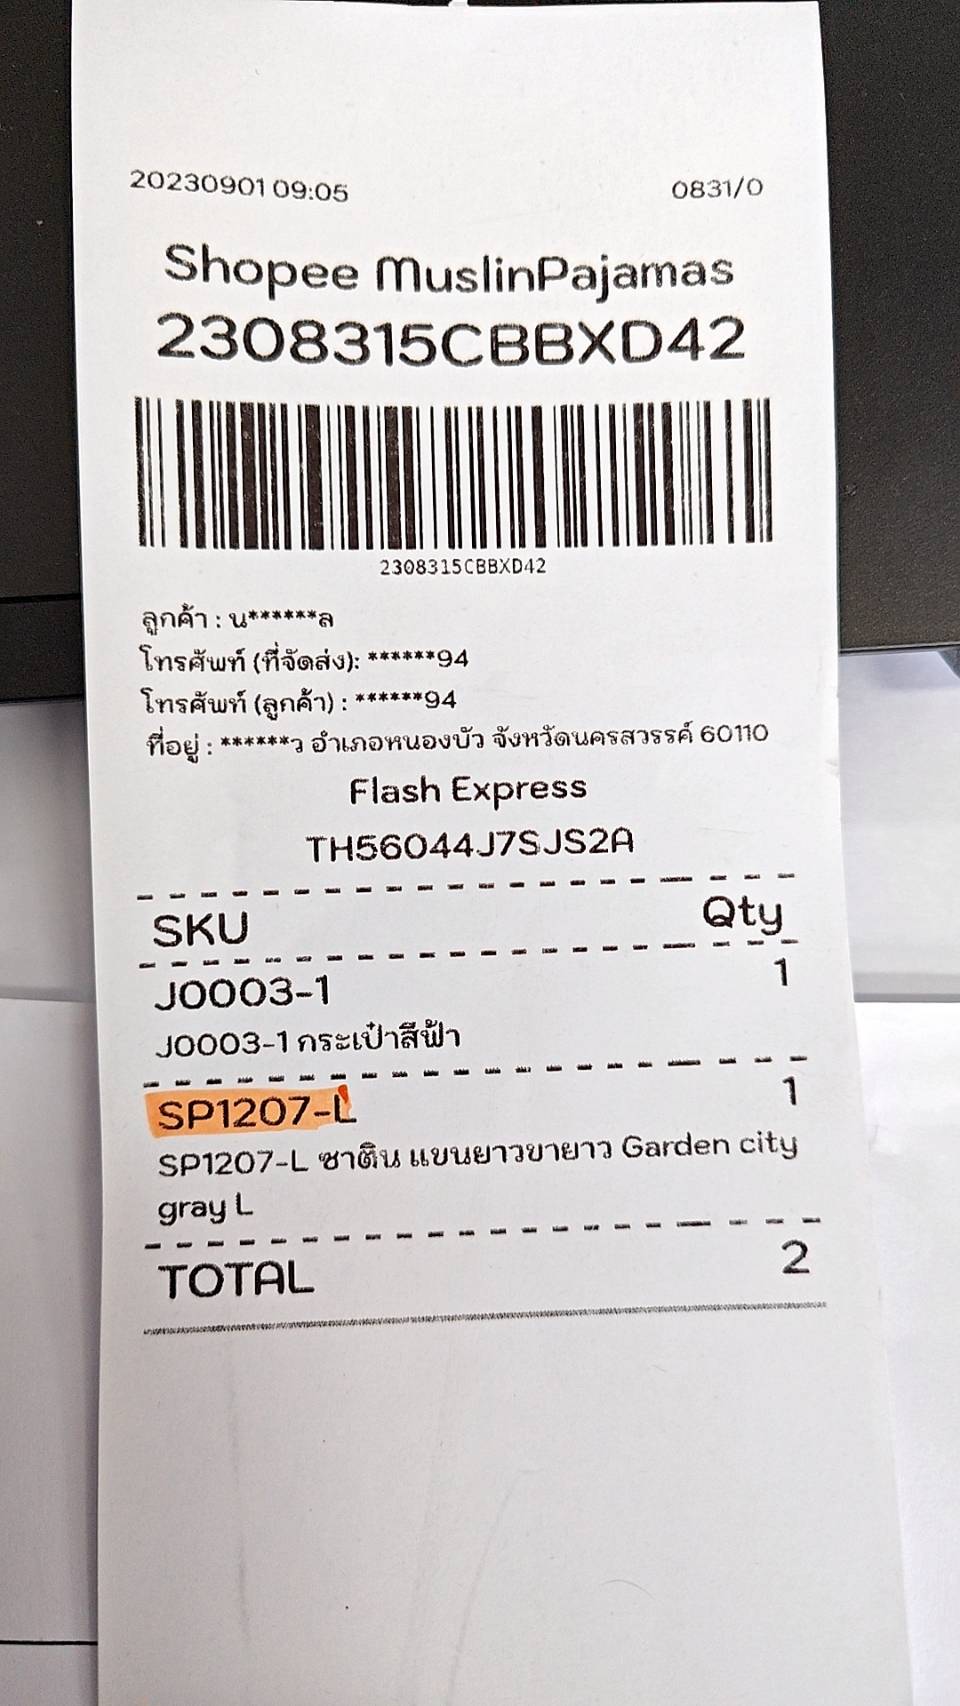 20230901 09:05 0831/0
Shopee MuslinPajamas
2308315CBBXD42
2308315CBBXD42
ลูกค้า : น******ล
โทรศัพท์ (ที่จัดส่ง): ******94
โทรศัพท์ (ลูกค้า) : ******94
ที่อยู่ : ******ว อำเภอหนองบัว จังหวัดนครสวรรค์ 60110
Flash Express
TH56044J7SJS2A
SKU Qty
J0003-1 1
J0003-1 กระเป๋าสีฟ้า
SP1207-L 1
SP1207-L ซาติน แขนยาวขายาว Garden city
gray L
TOTAL 2